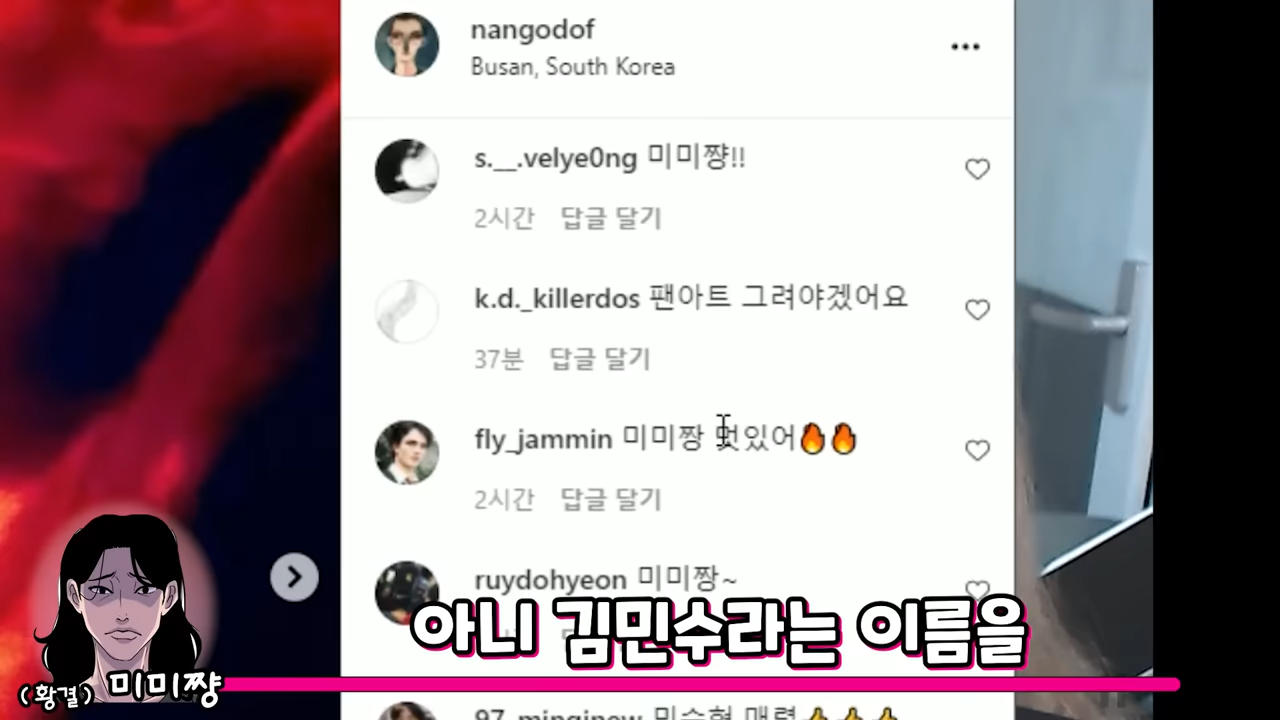 nangodof
Busan, South Korea
s.__.velye0ng 미미쨩!!
2시간 답글 달기
k.d._killerdos 팬아트 그려야겠어요
37분 답글 달기
fly_jammin 미미짱 멋있어🔥🔥
2시간 답글 달기
ruydohyeon 미미짱~
아니 김민수라는 이름을
(황결) 미미쨩